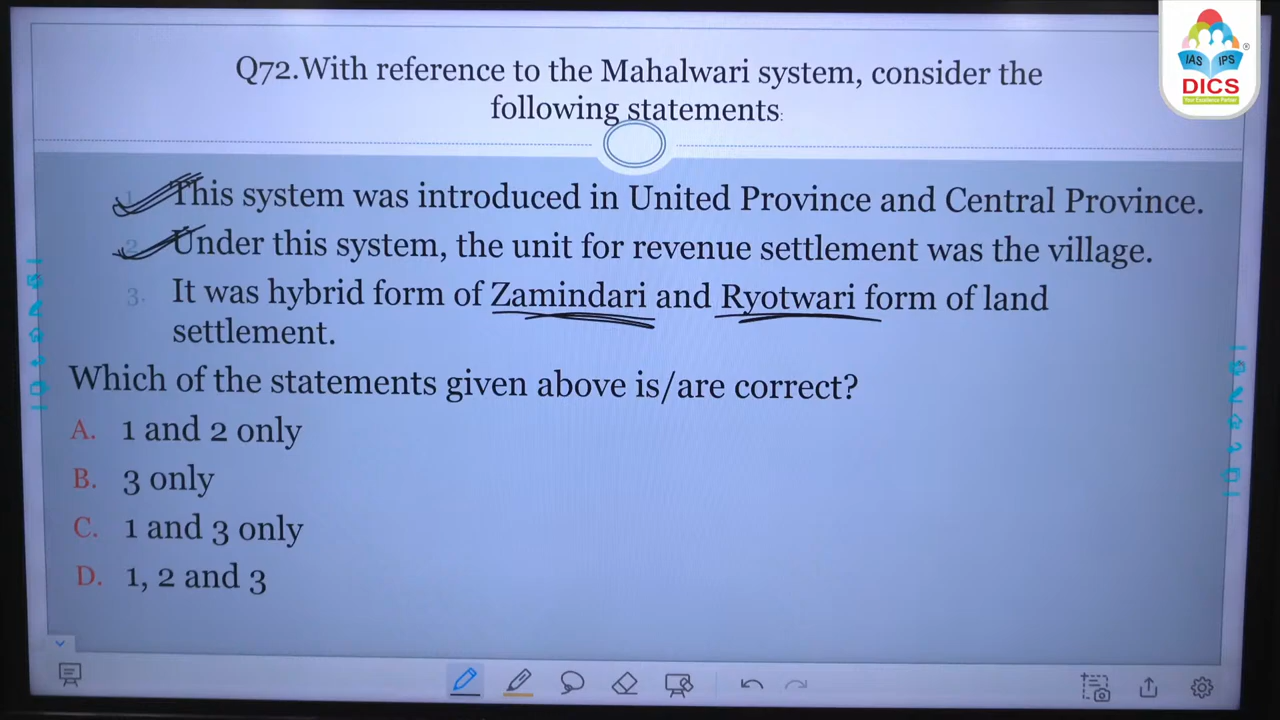 IAS IPS
DICS
Your Excellence Partner
Q72.With reference to the Mahalwari system, consider the
following statements:
1. This system was introduced in United Province and Central Province.
2. Under this system, the unit for revenue settlement was the village.
3. It was hybrid form of Zamindari and Ryotwari form of land
settlement.
Which of the statements given above is/are correct?
A. 1 and 2 only
B. 3 only
C. 1 and 3 only
D. 1, 2 and 3